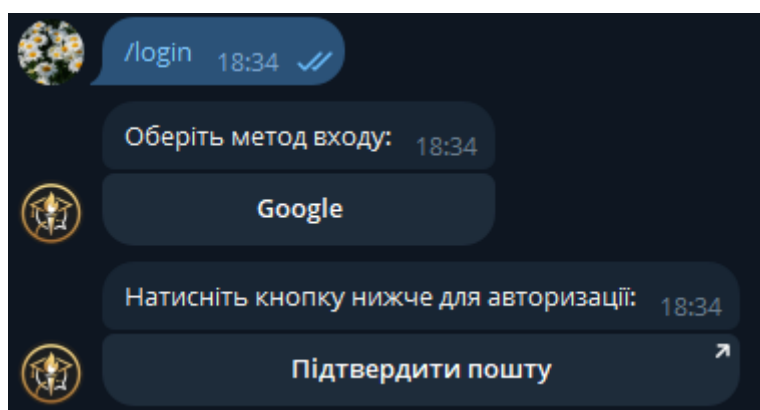 /login 18:34
Оберіть метод входу: 18:34
Google
Натисніть кнопку нижче для авторизації: 18:34
Підтвердити пошту